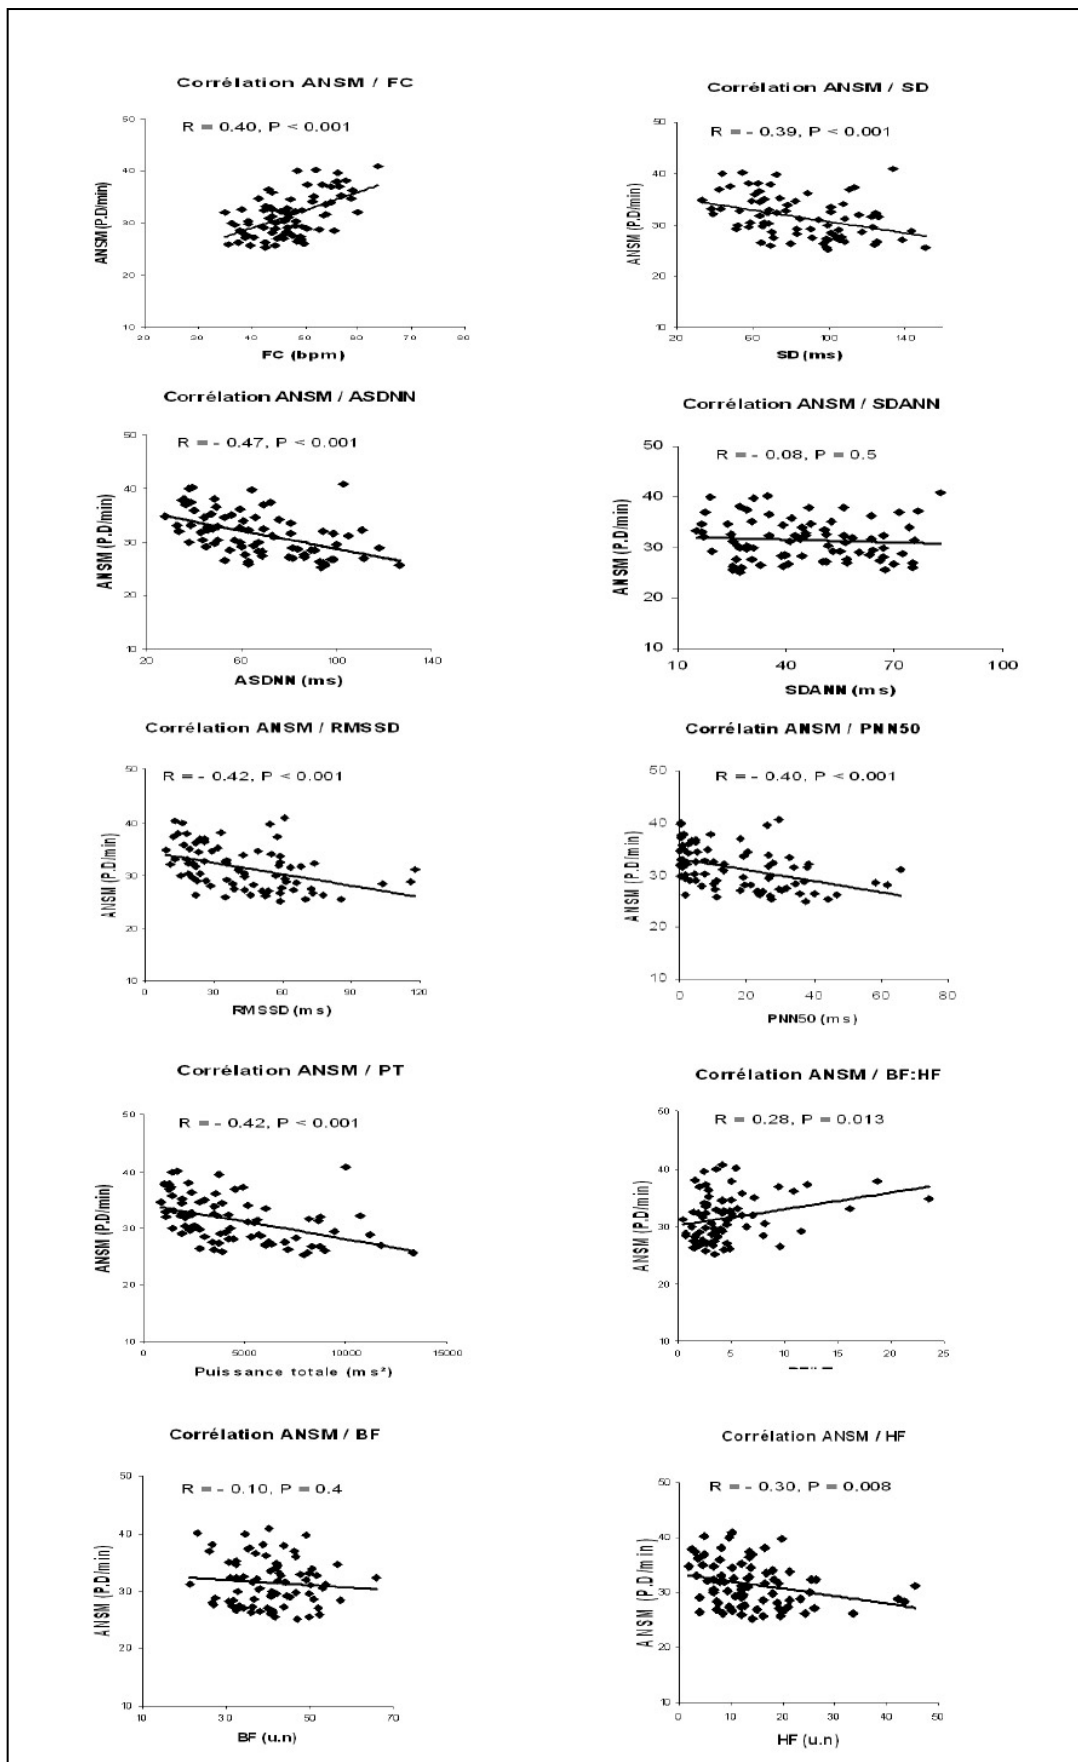 Corrélation ANSM / FC
R = 0.40, P < 0.001
50
40
30
20
10
ANSM (P.D/min)
20 30 40 50 60 70 80
FC (bpm)
Corrélation ANSM / SD
R = - 0.39, P < 0.001
50
40
30
20
10
ANSM (P.D/min)
20 60 100 140
SD (ms)
Corrélation ANSM / ASDNN
R = - 0.47, P < 0.001
50
40
30
20
10
ANSM (P.D/min)
20 60 100 140
ASDNN (ms)
Corrélation ANSM / SDANN
R = - 0.08, P = 0.5
50
40
30
20
10
ANSM (P.D/min)
10 40 70 100
SDANN (ms)
Corrélation ANSM / RMSSD
R = - 0.42, P < 0.001
50
40
30
20
10
ANSM (P.D/min)
0 30 60 90 120
RMSSD (ms)
Corrélatin ANSM / PNN50
R = - 0.40, P < 0.001
50
40
30
20
10
ANSM (P.D/min)
0 20 40 60 80
PNN50 (ms)
Corrélation ANSM / PT
R = - 0.42, P < 0.001
50
40
30
20
10
ANSM (P.D/min)
0 5000 10000 15000
Puissance totale (ms²)
Corrélation ANSM / BF:HF
R = 0.28, P = 0.013
50
40
30
20
10
ANSM (P.D/min)
0 5 10 15 20 25
Corrélation ANSM / BF
R = - 0.10, P = 0.4
50
40
30
20
10
ANSM (P.D/min)
10 30 50 70
BF (u.n)
Corrélation ANSM / HF
R = - 0.30, P = 0.008
50
40
30
20
10
ANSM (P.D/min)
0 10 20 30 40 50
HF (u.n)